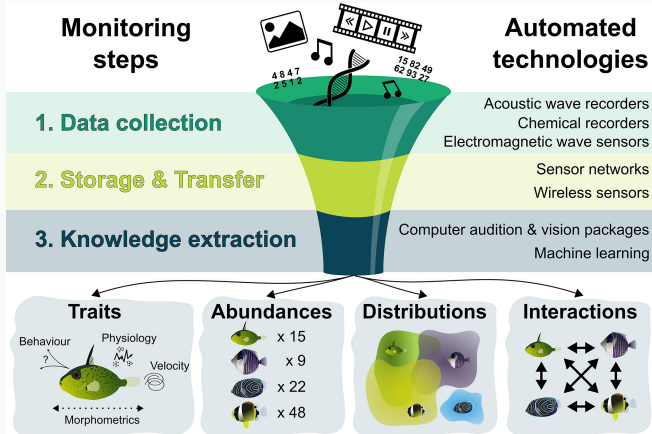 Monitoring
steps
Automated
technologies
4 8 4 7
2 5 1 2
15 82 49
62 93 27
1. Data collection
Acoustic wave recorders
Chemical recorders
Electromagnetic wave sensors
2. Storage & Transfer
Sensor networks
Wireless sensors
3. Knowledge extraction
Computer audition & vision packages
Machine learning
Traits
Behaviour
?
Physiology
Velocity
Morphometrics
Abundances
x 15
x 9
x 22
x 48
Distributions
Interactions